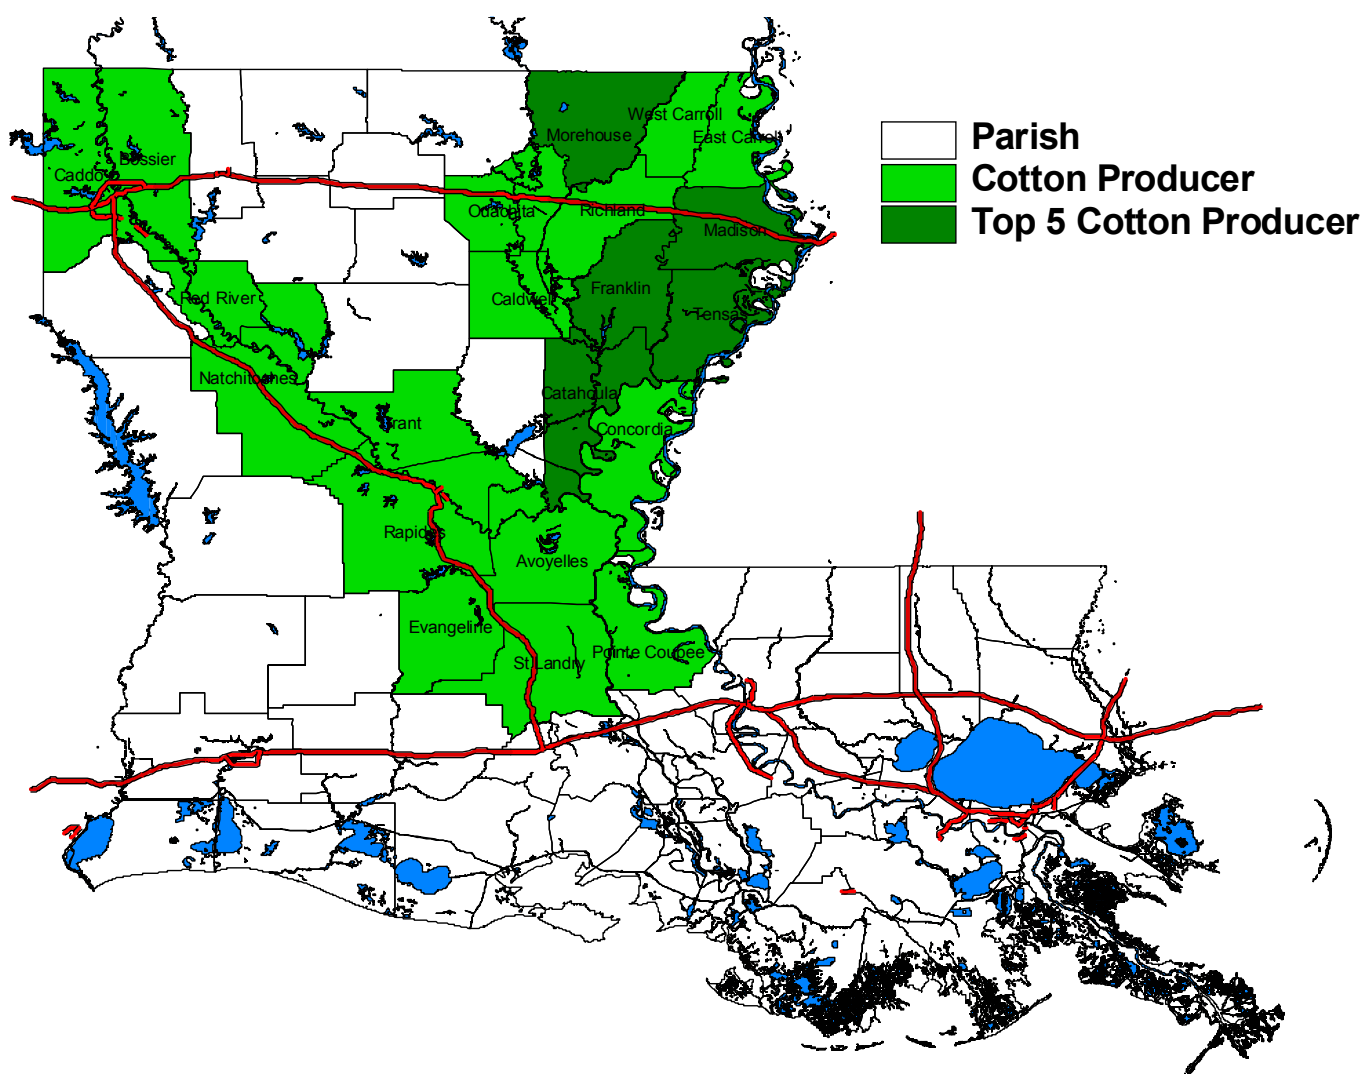 Parish
Cotton Producer
Top 5 Cotton Producer
West Carroll
Morehouse
East Carroll
Bossier
Caddo
Ouachita
Richland
Madison
Franklin
Red River
Caldwell
Tensas
Natchitoches
Catahoula
Grant
Concordia
Rapides
Avoyelles
Evangeline
Pointe Coupee
St Landry